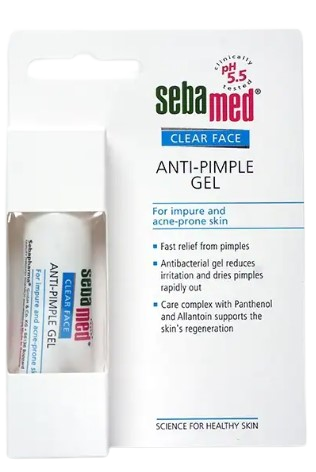 clinically
pH
5.5
tested
sebamed®
CLEAR FACE
ANTI-PIMPLE
GEL
For impure and
acne-prone skin
▪ Fast relief from pimples
▪ Antibacterial gel reduces
irritation and dries pimples
rapidly out
▪ Care complex with Panthenol
and Allantoin supports the
skin's regeneration
SCIENCE FOR HEALTHY SKIN
sebamed
CLEAR FACE
ANTI-PIMPLE GEL
For impure and acne-prone ski
Sebapharma